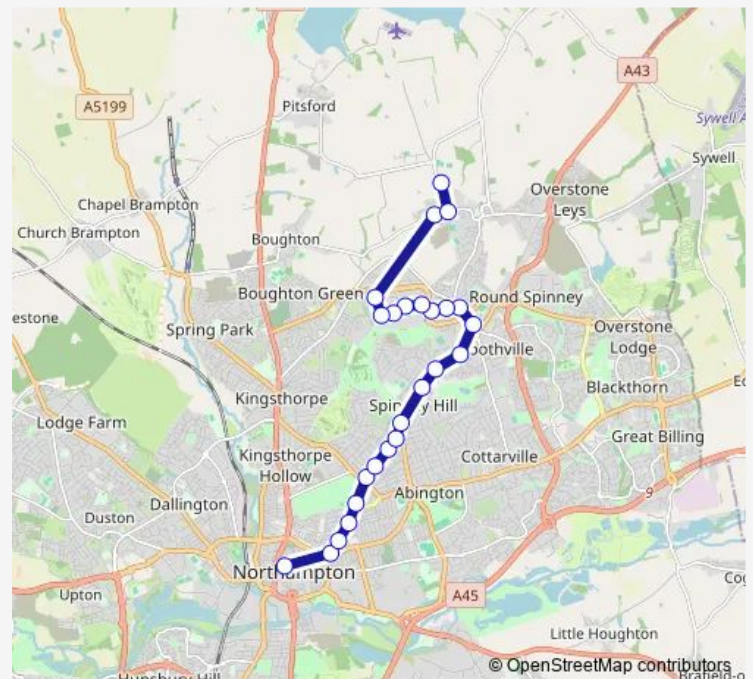 A43
A5199
Pitsford
Sywell A
Sywell
Overstone
Leys
Chapel Brampton
Church Brampton
Boughton
Boughton Green
Round Spinney
estone
Spring Park
Overstone
Lodge
oothville
Blackthorn
Kingsthorpe
Lodge Farm
Great Billing
Kingsthorpe
Hollow
Cottarville
9
Dallington
Abington
Duston
Northampton
Upton
A45
Little Houghton
© OpenStreetMap contributors